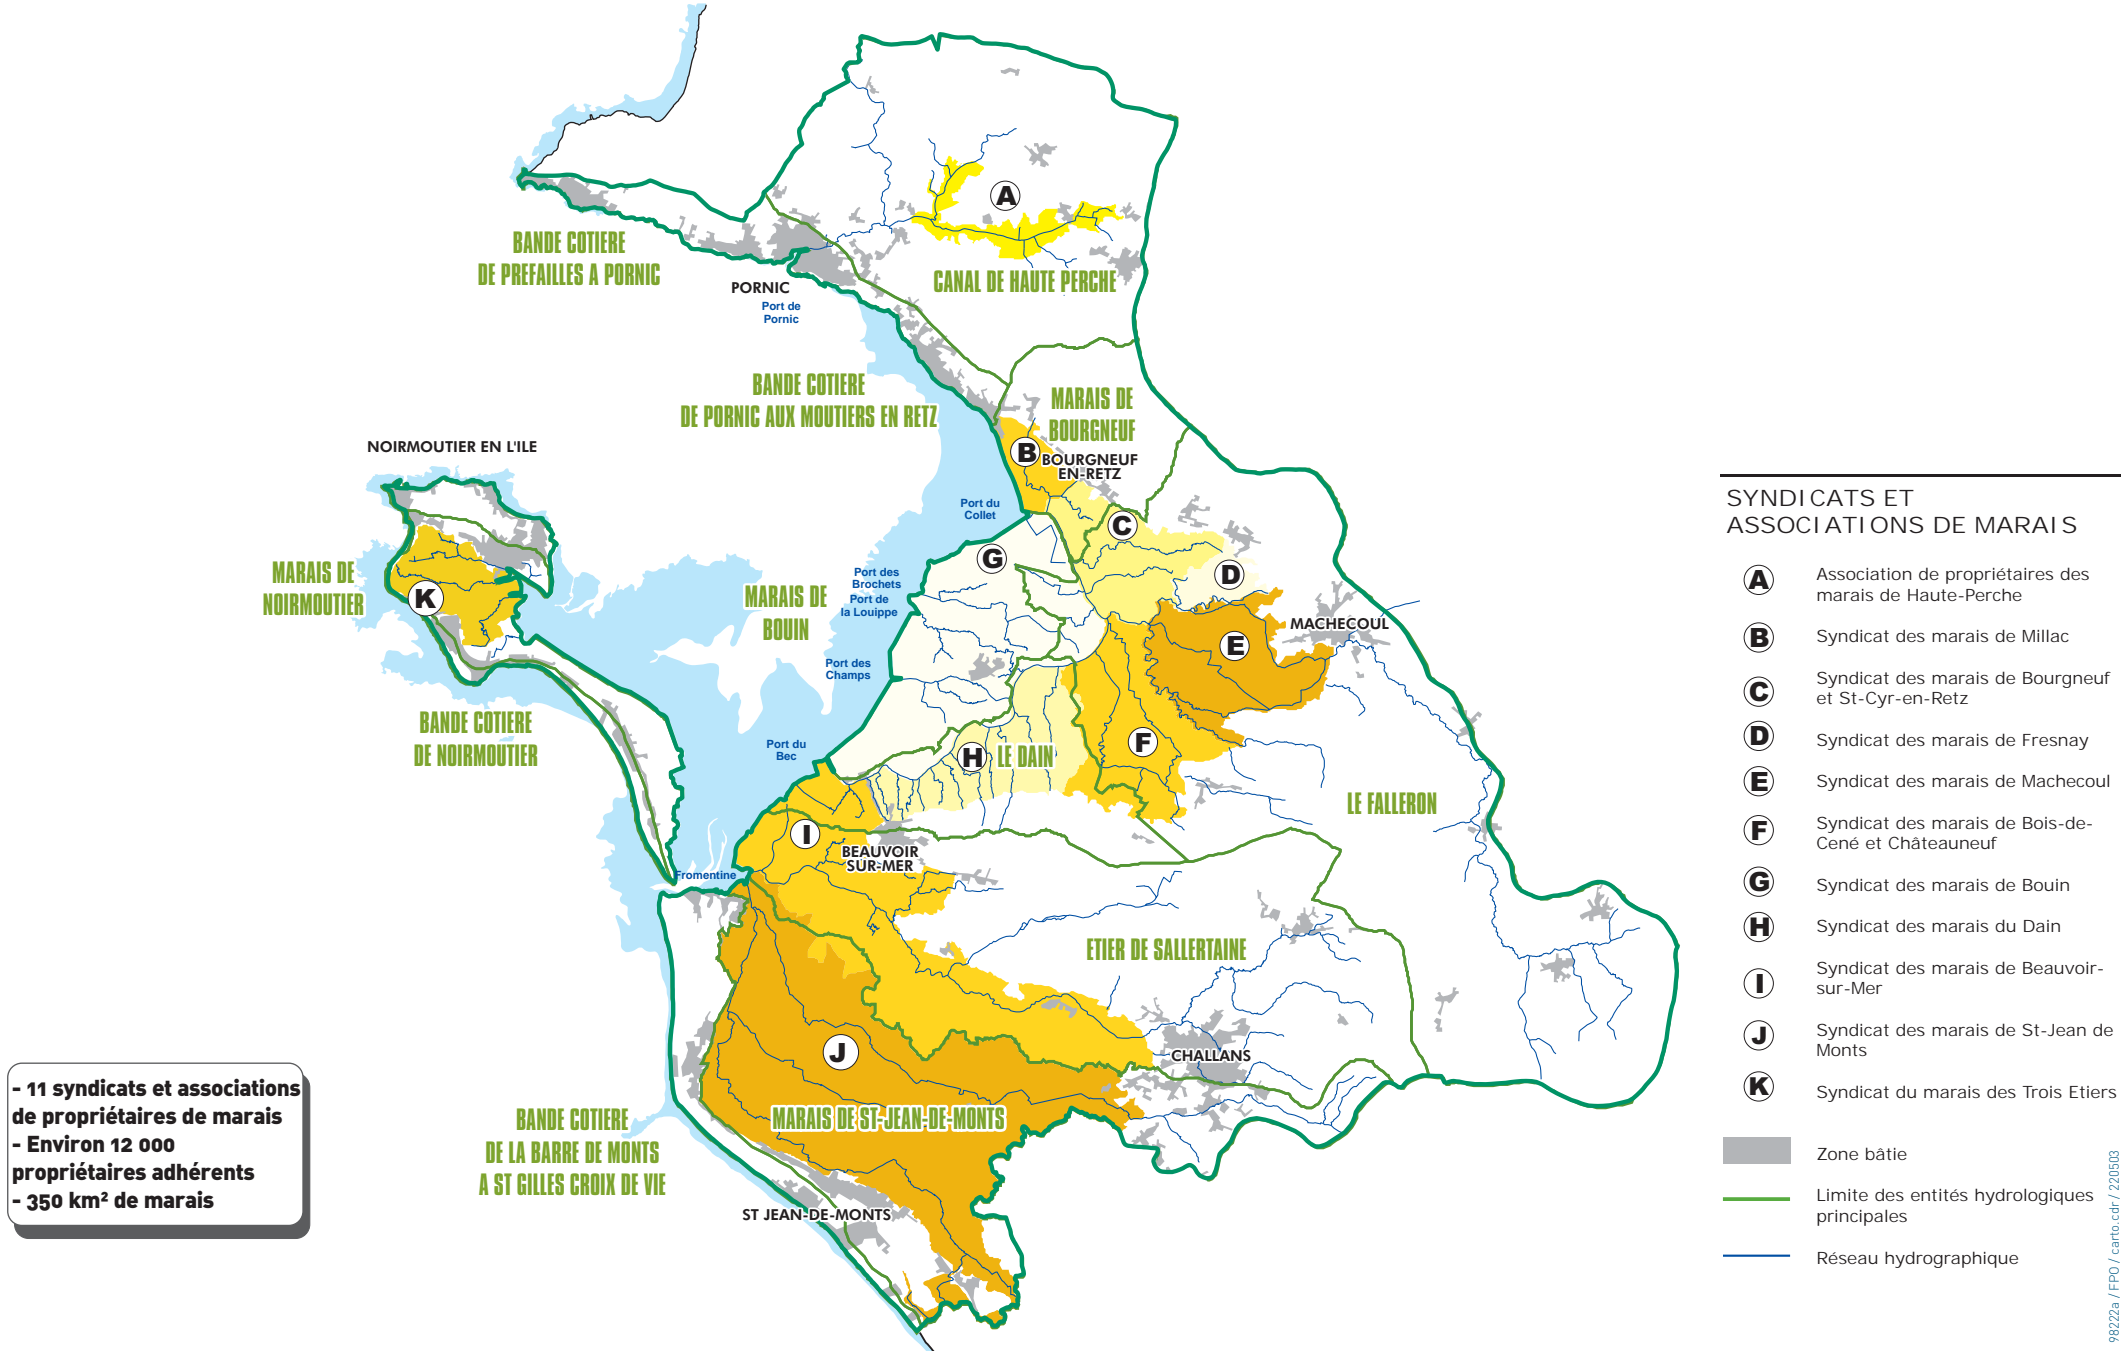 A
BANDE COTIERE
DE PREFAILLES A PORNIC
CANAL DE HAUTE PERCHE
PORNIC
Port de
Pornic
BANDE COTIERE
DE PORNIC AUX MOUTIERS EN RETZ
MARAIS DE
BOURGNEUF
B
BOURGNEUF
EN-RETZ
NOIRMOUTIER EN L'ILE
Port du
Collet
C
G
D
MARAIS DE
NOIRMOUTIER
K
Port des
Brochets
Port de
la Louippe
MARAIS DE
BOUIN
MACHECOUL
E
Port des
Champs
BANDE COTIERE
DE NOIRMOUTIER
Port du
Bec
H
LE DAIN
F
LE FALLERON
I
BEAUVOIR
SUR-MER
Fromentine
ETIER DE SALLERTAINE
J
CHALLANS
MARAIS DE ST-JEAN-DE-MONTS
BANDE COTIERE
DE LA BARRE DE MONTS
A ST GILLES CROIX DE VIE
ST JEAN-DE-MONTS
- 11 syndicats et associations
de propriétaires de marais
- Environ 12 000
propriétaires adhérents
- 350 km² de marais
SYNDICATS ET
ASSOCIATIONS DE MARAIS
A Association de propriétaires des
marais de Haute-Perche
B Syndicat des marais de Millac
C Syndicat des marais de Bourgneuf
et St-Cyr-en-Retz
D Syndicat des marais de Fresnay
E Syndicat des marais de Machecoul
F Syndicat des marais de Bois-de-
Cené et Châteauneuf
G Syndicat des marais de Bouin
H Syndicat des marais du Dain
I Syndicat des marais de Beauvoir-
sur-Mer
J Syndicat des marais de St-Jean de
Monts
K Syndicat du marais des Trois Etiers
Zone bâtie
Limite des entités hydrologiques
principales
Réseau hydrographique
98222a / FPO / carto.cdr / 220503